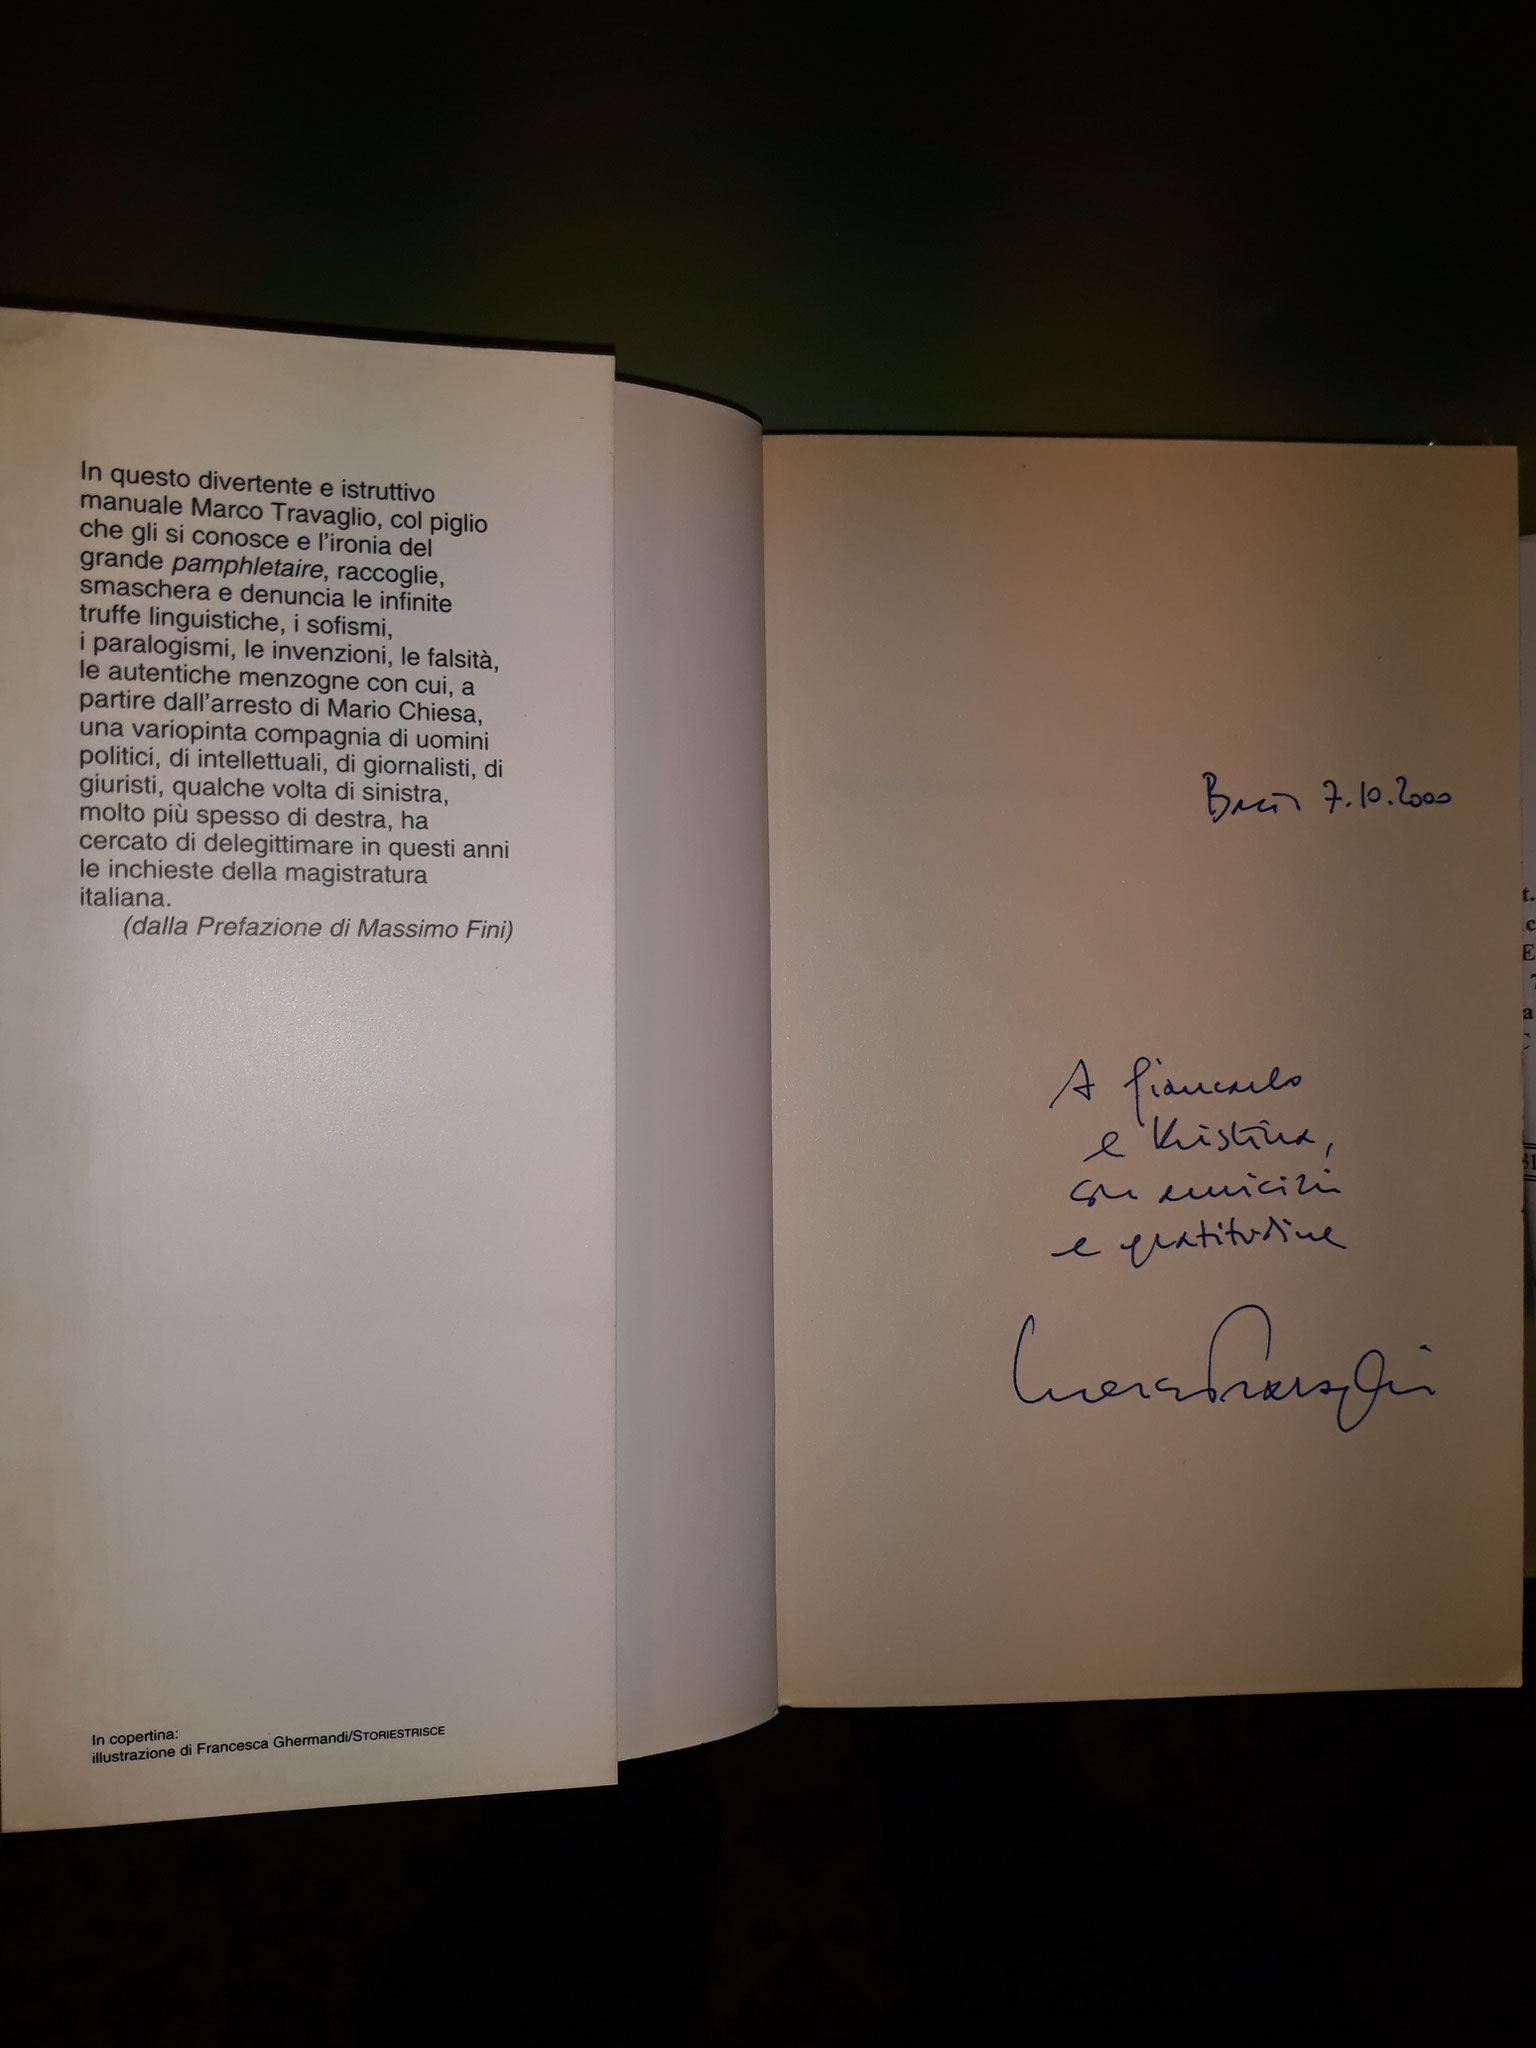 In questo divertente e istruttivo
manuale Marco Travaglio, col piglio
che gli si conosce e l'ironia del
grande pamphletaire, raccoglie,
smaschera e denuncia le infinite
truffe linguistiche, i sofismi,
i paralogismi, le invenzioni, le falsità,
le autentiche menzogne con cui, a
partire dall'arresto di Mario Chiesa,
una variopinta compagnia di uomini
politici, di intellettuali, di giornalisti, di
giuristi, qualche volta di sinistra,
molto più spesso di destra, ha
cercato di delegittimare in questi anni
le inchieste della magistratura
italiana.
(dalla Prefazione di Massimo Fini)
In copertina:
illustrazione di Francesca Ghermandi/STORIESTRISCE
7.10.2000
A Giancarlo
e Kristina,
con amicizia
e gratitudine
Marco Travaglio